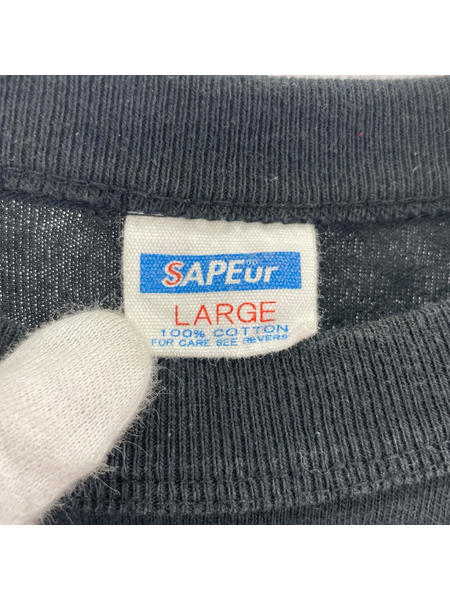 SAPEur
LARGE
100% COTTON
FOR CARE SEE REVERS